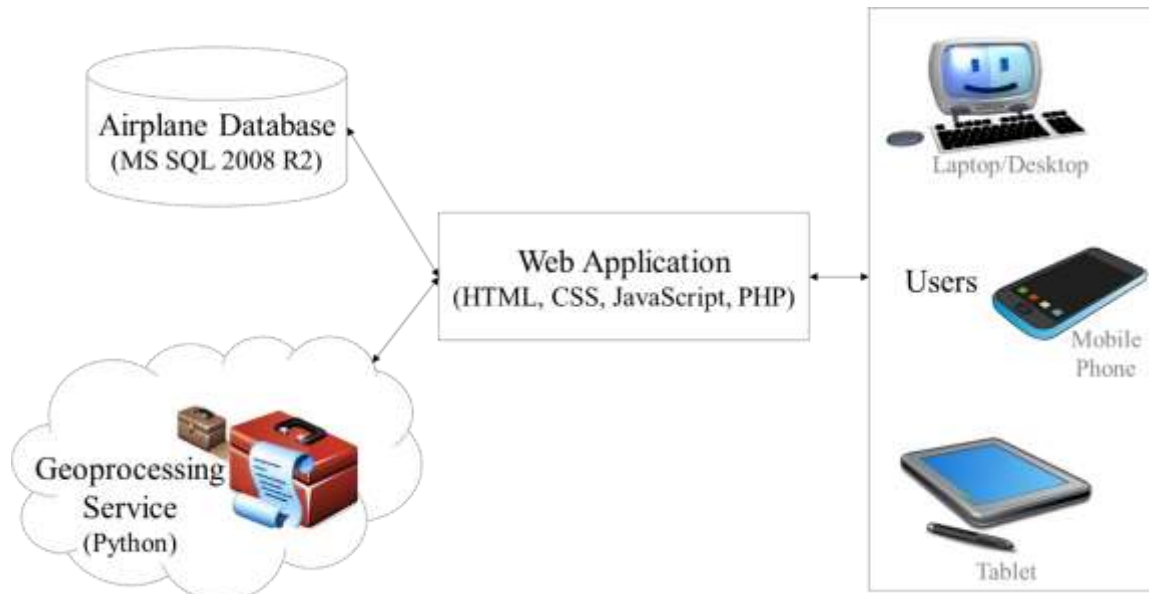 Airplane Database
(MS SQL 2008 R2)
Web Application
(HTML, CSS, JavaScript, PHP)
Geoprocessing
Service
(Python)
Laptop/Desktop
Users
Mobile
Phone
Tablet